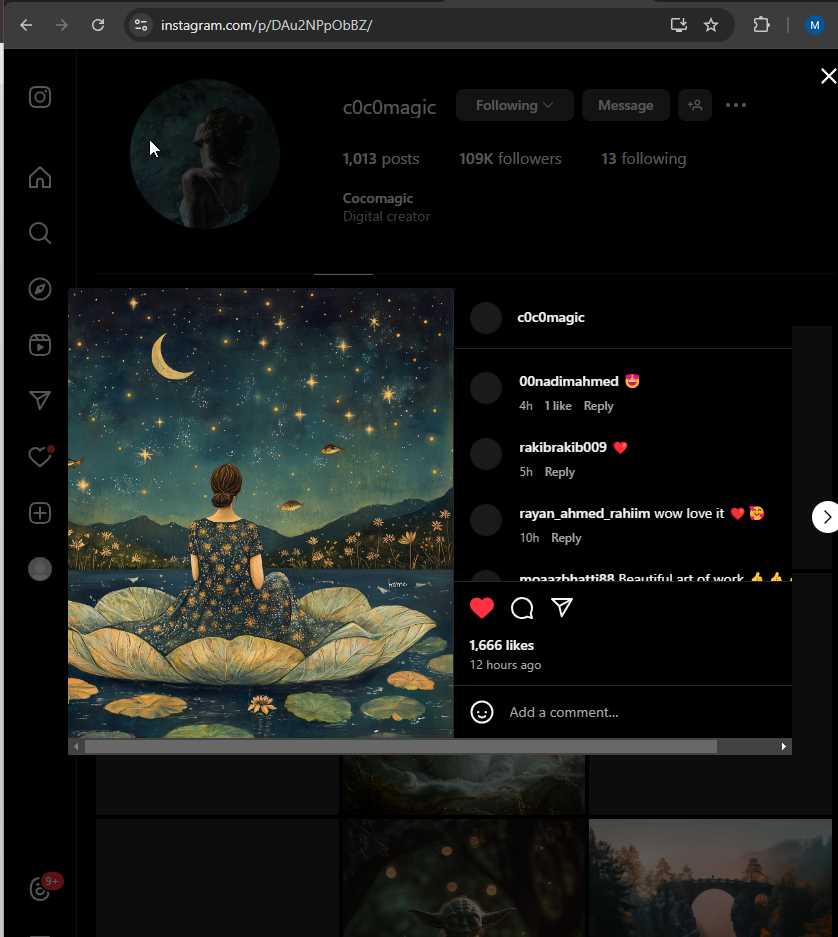 instagram.com/p/DAu2NPpObBZ/
M
c0c0magic
Following
Message
1,013 posts
109K followers
13 following
Cocomagic
Digital creator
c0c0magic
00nadimahmed 😍
4h 1 like Reply
rakibrakib009 ❤️
5h Reply
rayan_ahmed_rahiim wow love it ❤️🥰
10h Reply
moaazbhatti88 Beautiful art of work 👍👍
home
1,666 likes
12 hours ago
Add a comment...
9+